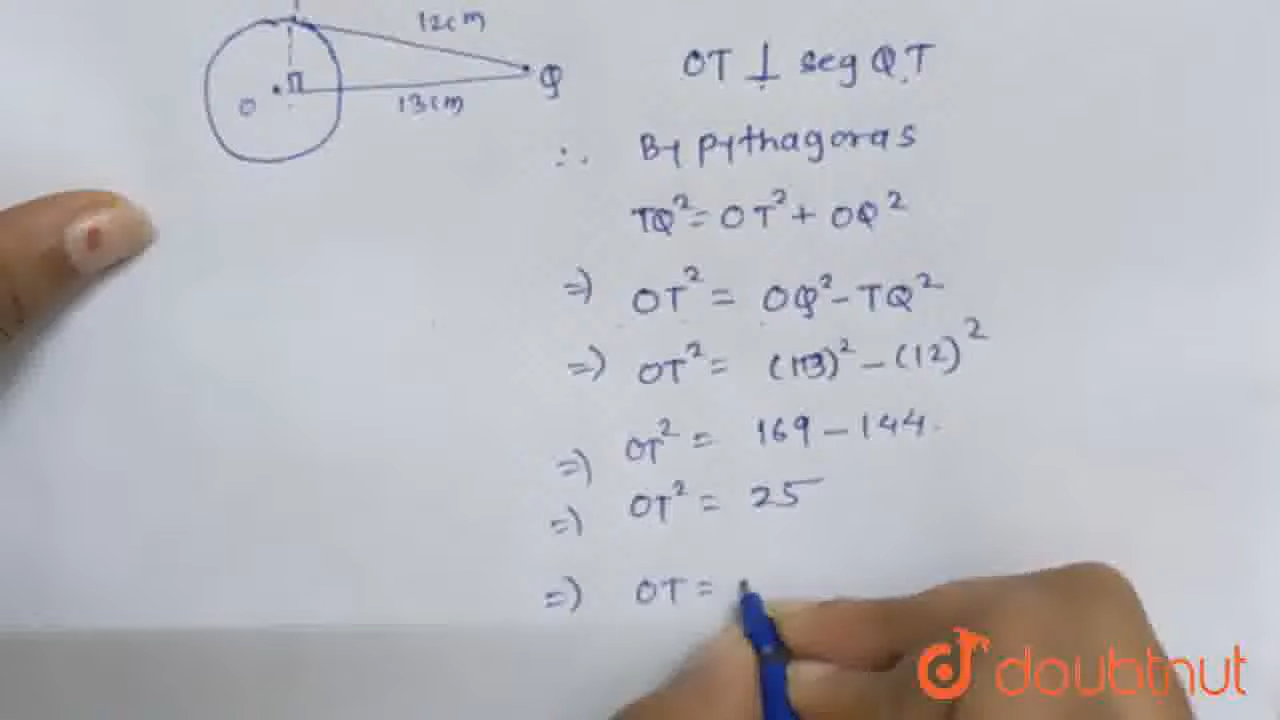 12cm
Q
O
13cm
OT ⊥ seg QT
∴ By pythagoras
TQ² = OT² + OQ²
⇒ OT² = OQ² - TQ²
⇒ OT² = (13)² - (12)²
⇒ OT² = 169 - 144.
⇒ OT² = 25
⇒ OT =
doubtnut